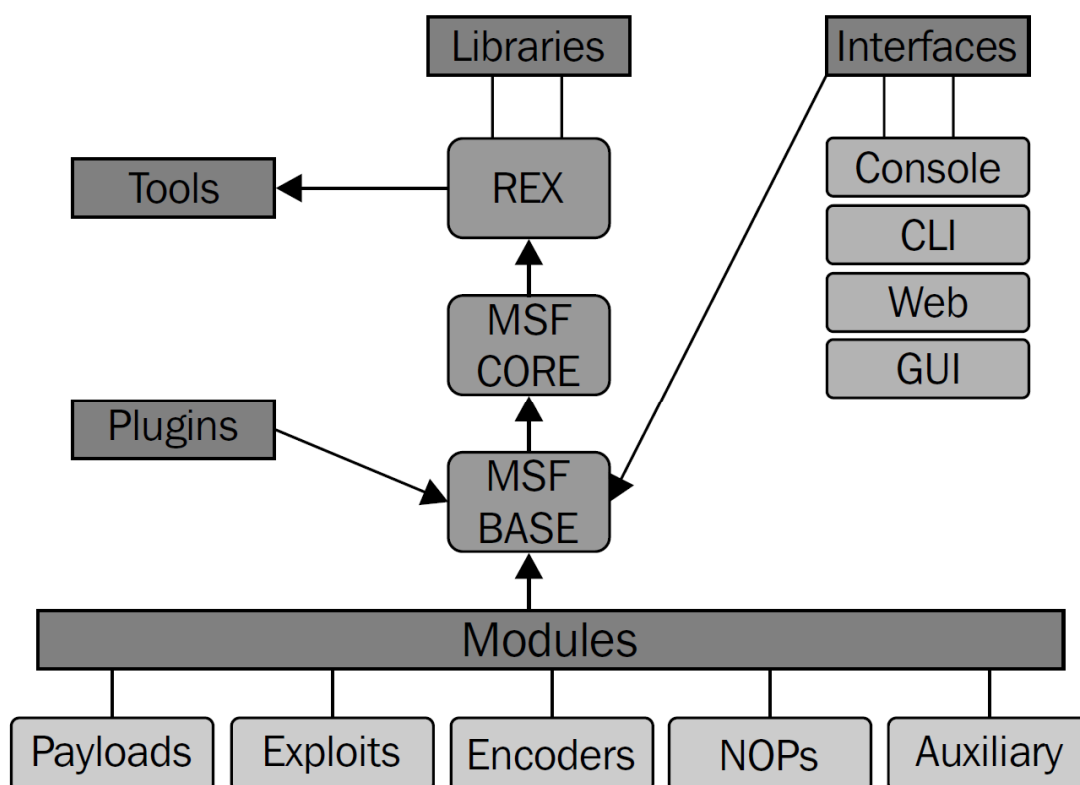 Libraries
Interfaces
Tools
REX
Console
CLI
Web
GUI
MSF
CORE
Plugins
MSF
BASE
Modules
Payloads
Exploits
Encoders
NOPs
Auxiliary